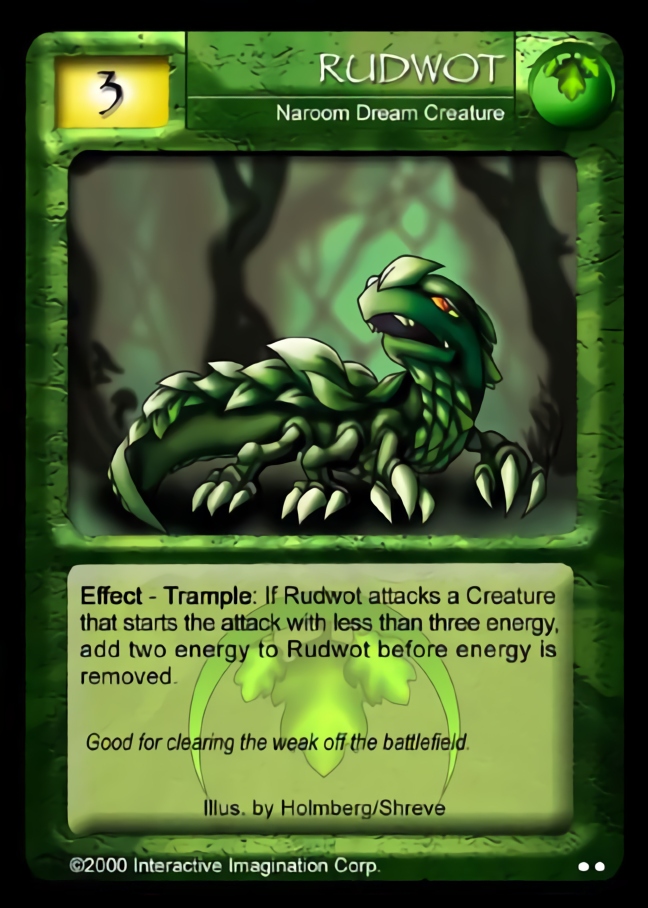 3
RUDWOT
Naroom Dream Creature
Effect - Trample: If Rudwot attacks a Creature
that starts the attack with less than three energy,
add two energy to Rudwot before energy is
removed.
Good for clearing the weak off the battlefield.
Illus. by Holmberg/Shreve
©2000 Interactive Imagination Corp.